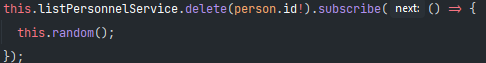 this.listPersonnelService.delete(person.id!).subscribe( next: () => {
this.random();
});